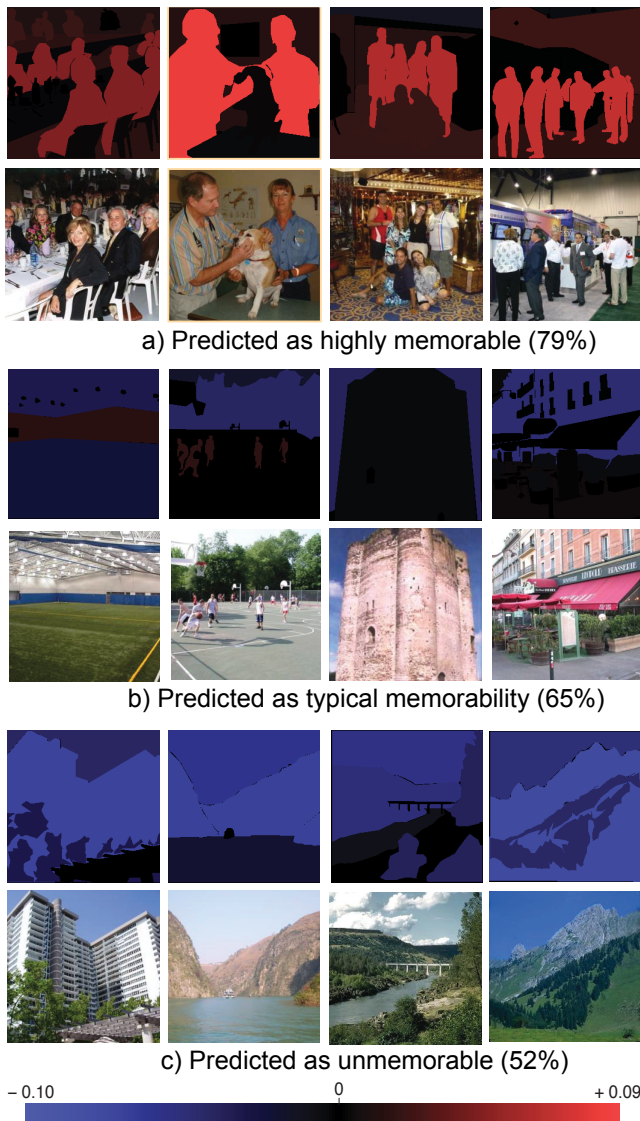 a) Predicted as highly memorable (79%)
BRASSERIE
b) Predicted as typical memorability (65%)
c) Predicted as unmemorable (52%)
– 0.10 0 + 0.09